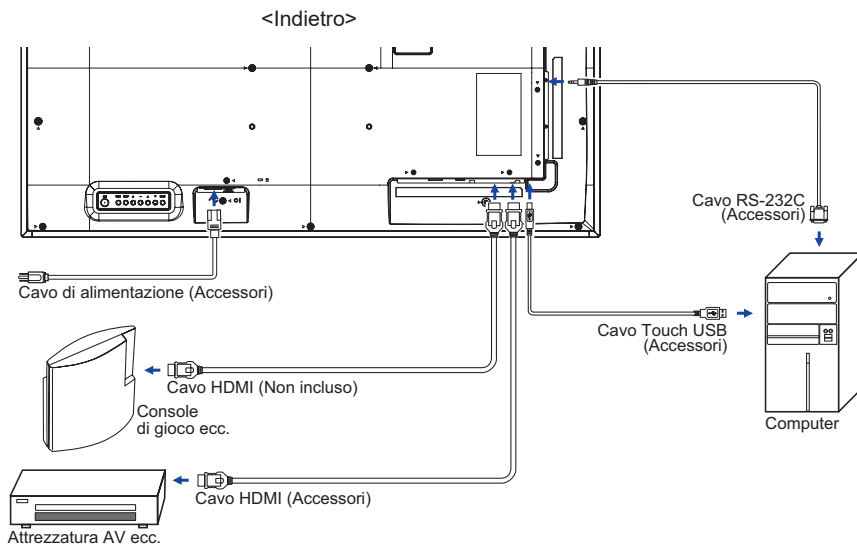 <Indietro>
Cavo RS-232C
(Accessori)
Cavo di alimentazione (Accessori)
Cavo Touch USB
(Accessori)
Cavo HDMI (Non incluso)
Console
di gioco ecc.
Computer
Cavo HDMI (Accessori)
Attrezzatura AV ecc.